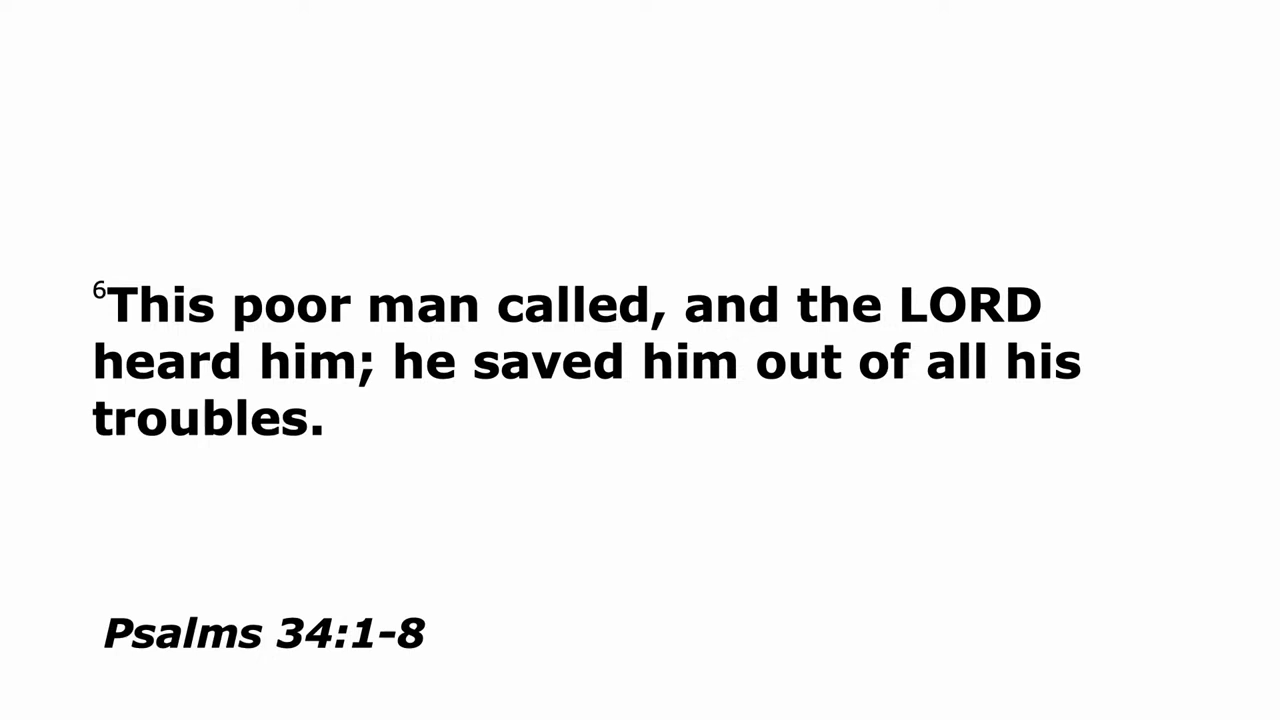 ⁶This poor man called, and the LORD
heard him; he saved him out of all his
troubles.
Psalms 34:1-8